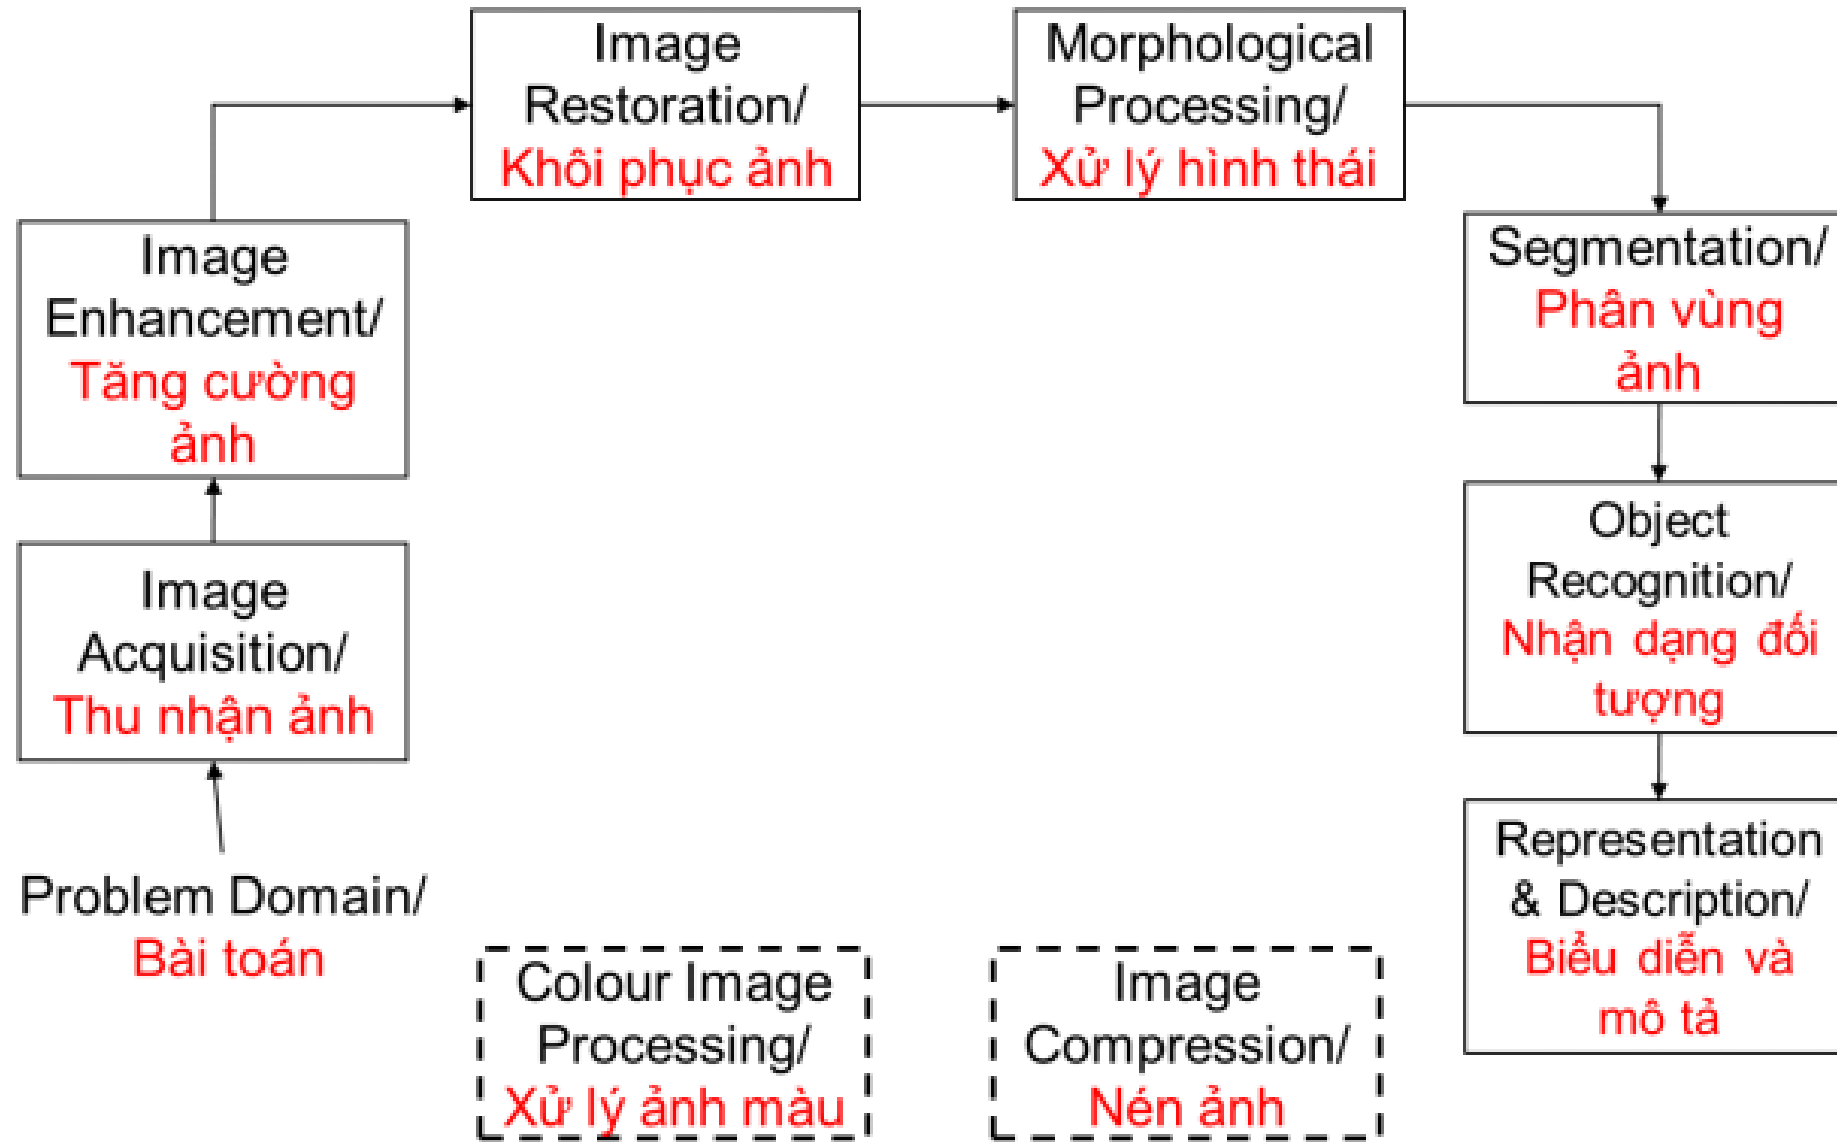 Image
Restoration/
Khôi phục ảnh
Morphological
Processing/
Xử lý hình thái
Image
Enhancement/
Tăng cường
ảnh
Segmentation/
Phân vùng
ảnh
Image
Acquisition/
Thu nhận ảnh
Object
Recognition/
Nhận dạng đối
tượng
Problem Domain/
Bài toán
Representation
& Description/
Biểu diễn và
mô tả
Colour Image
Processing/
Xử lý ảnh màu
Image
Compression/
Nén ảnh